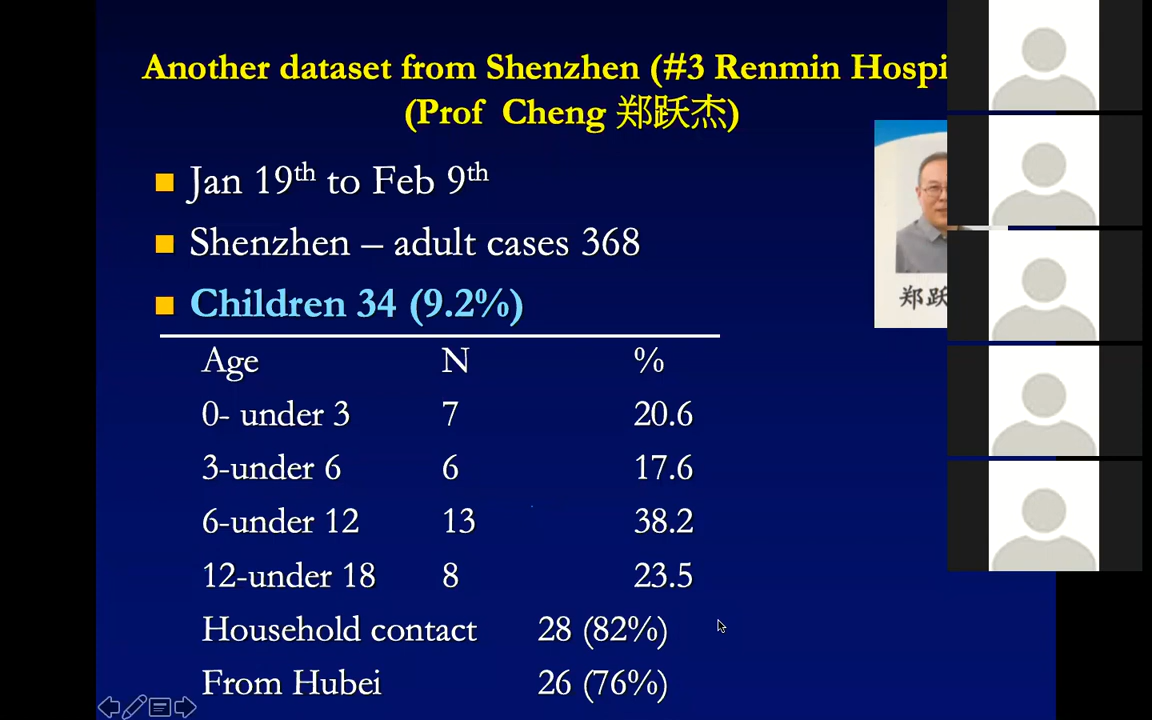 Another dataset from Shenzhen (#3 Renmin Hospi
(Prof Cheng 郑跃杰)
Jan 19th to Feb 9th
Shenzhen – adult cases 368
Children 34 (9.2%)
Age N %
0- under 3 7 20.6
3-under 6 6 17.6
6-under 12 13 38.2
12-under 18 8 23.5
Household contact 28 (82%)
From Hubei 26 (76%)
郑跃